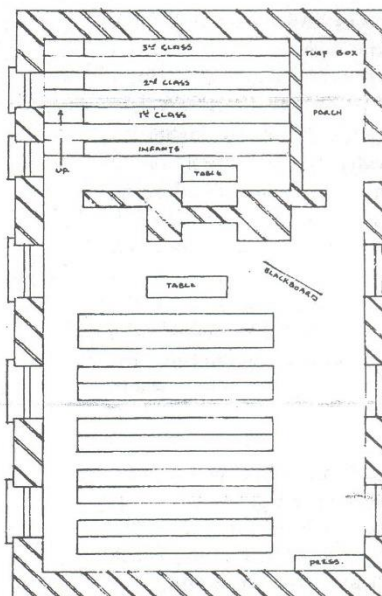 3rd CLASS
TURF BOX
2nd CLASS
1st CLASS
PORCH
INFANTS
UP
TABLE
TABLE
BLACKBOARD
PRESS.